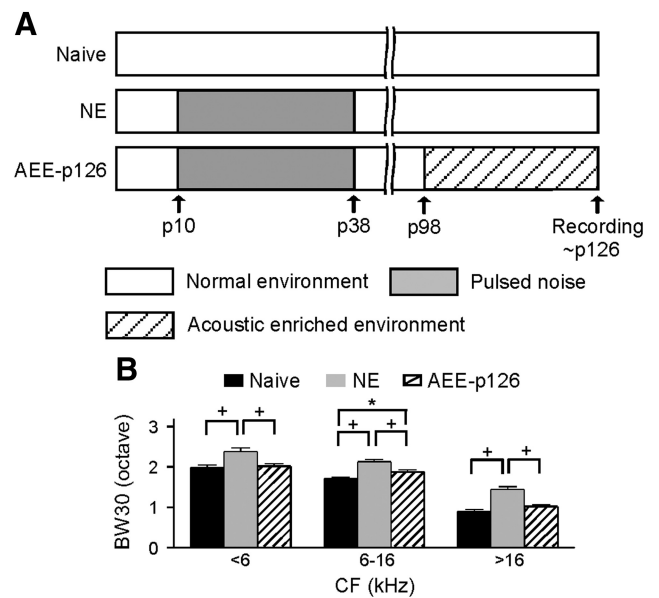 A
Naive
NE
AEE-p126
p10
p38
p98
Recording
~p126
Normal environment
Pulsed noise
Acoustic enriched environment
B
Naive
NE
AEE-p126
BW30 (octave)
3
2
1
0
+
+
*
+
+
+
+
<6
6-16
>16
CF (kHz)